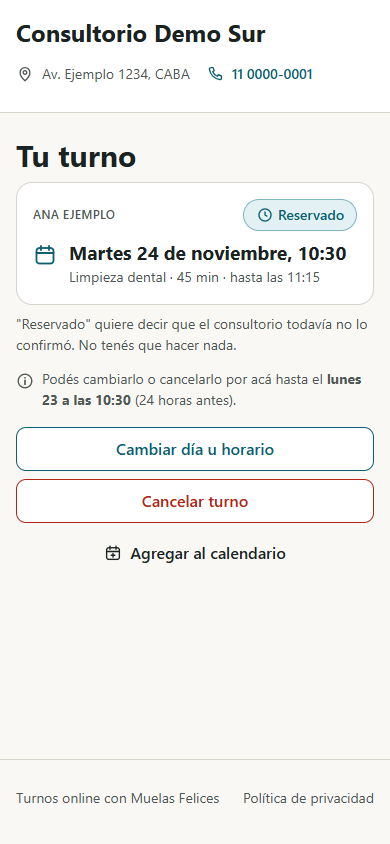 Consultorio Demo Sur
Av. Ejemplo 1234, CABA 11 0000-0001
Tu turno
ANA EJEMPLO Reservado
Martes 24 de noviembre, 10:30
Limpieza dental · 45 min · hasta las 11:15
"Reservado" quiere decir que el consultorio todavía no lo
confirmó. No tenés que hacer nada.
Podés cambiarlo o cancelarlo por acá hasta el lunes
23 a las 10:30 (24 horas antes).
Cambiar día u horario
Cancelar turno
Agregar al calendario
Turnos online con Muelas Felices Política de privacidad